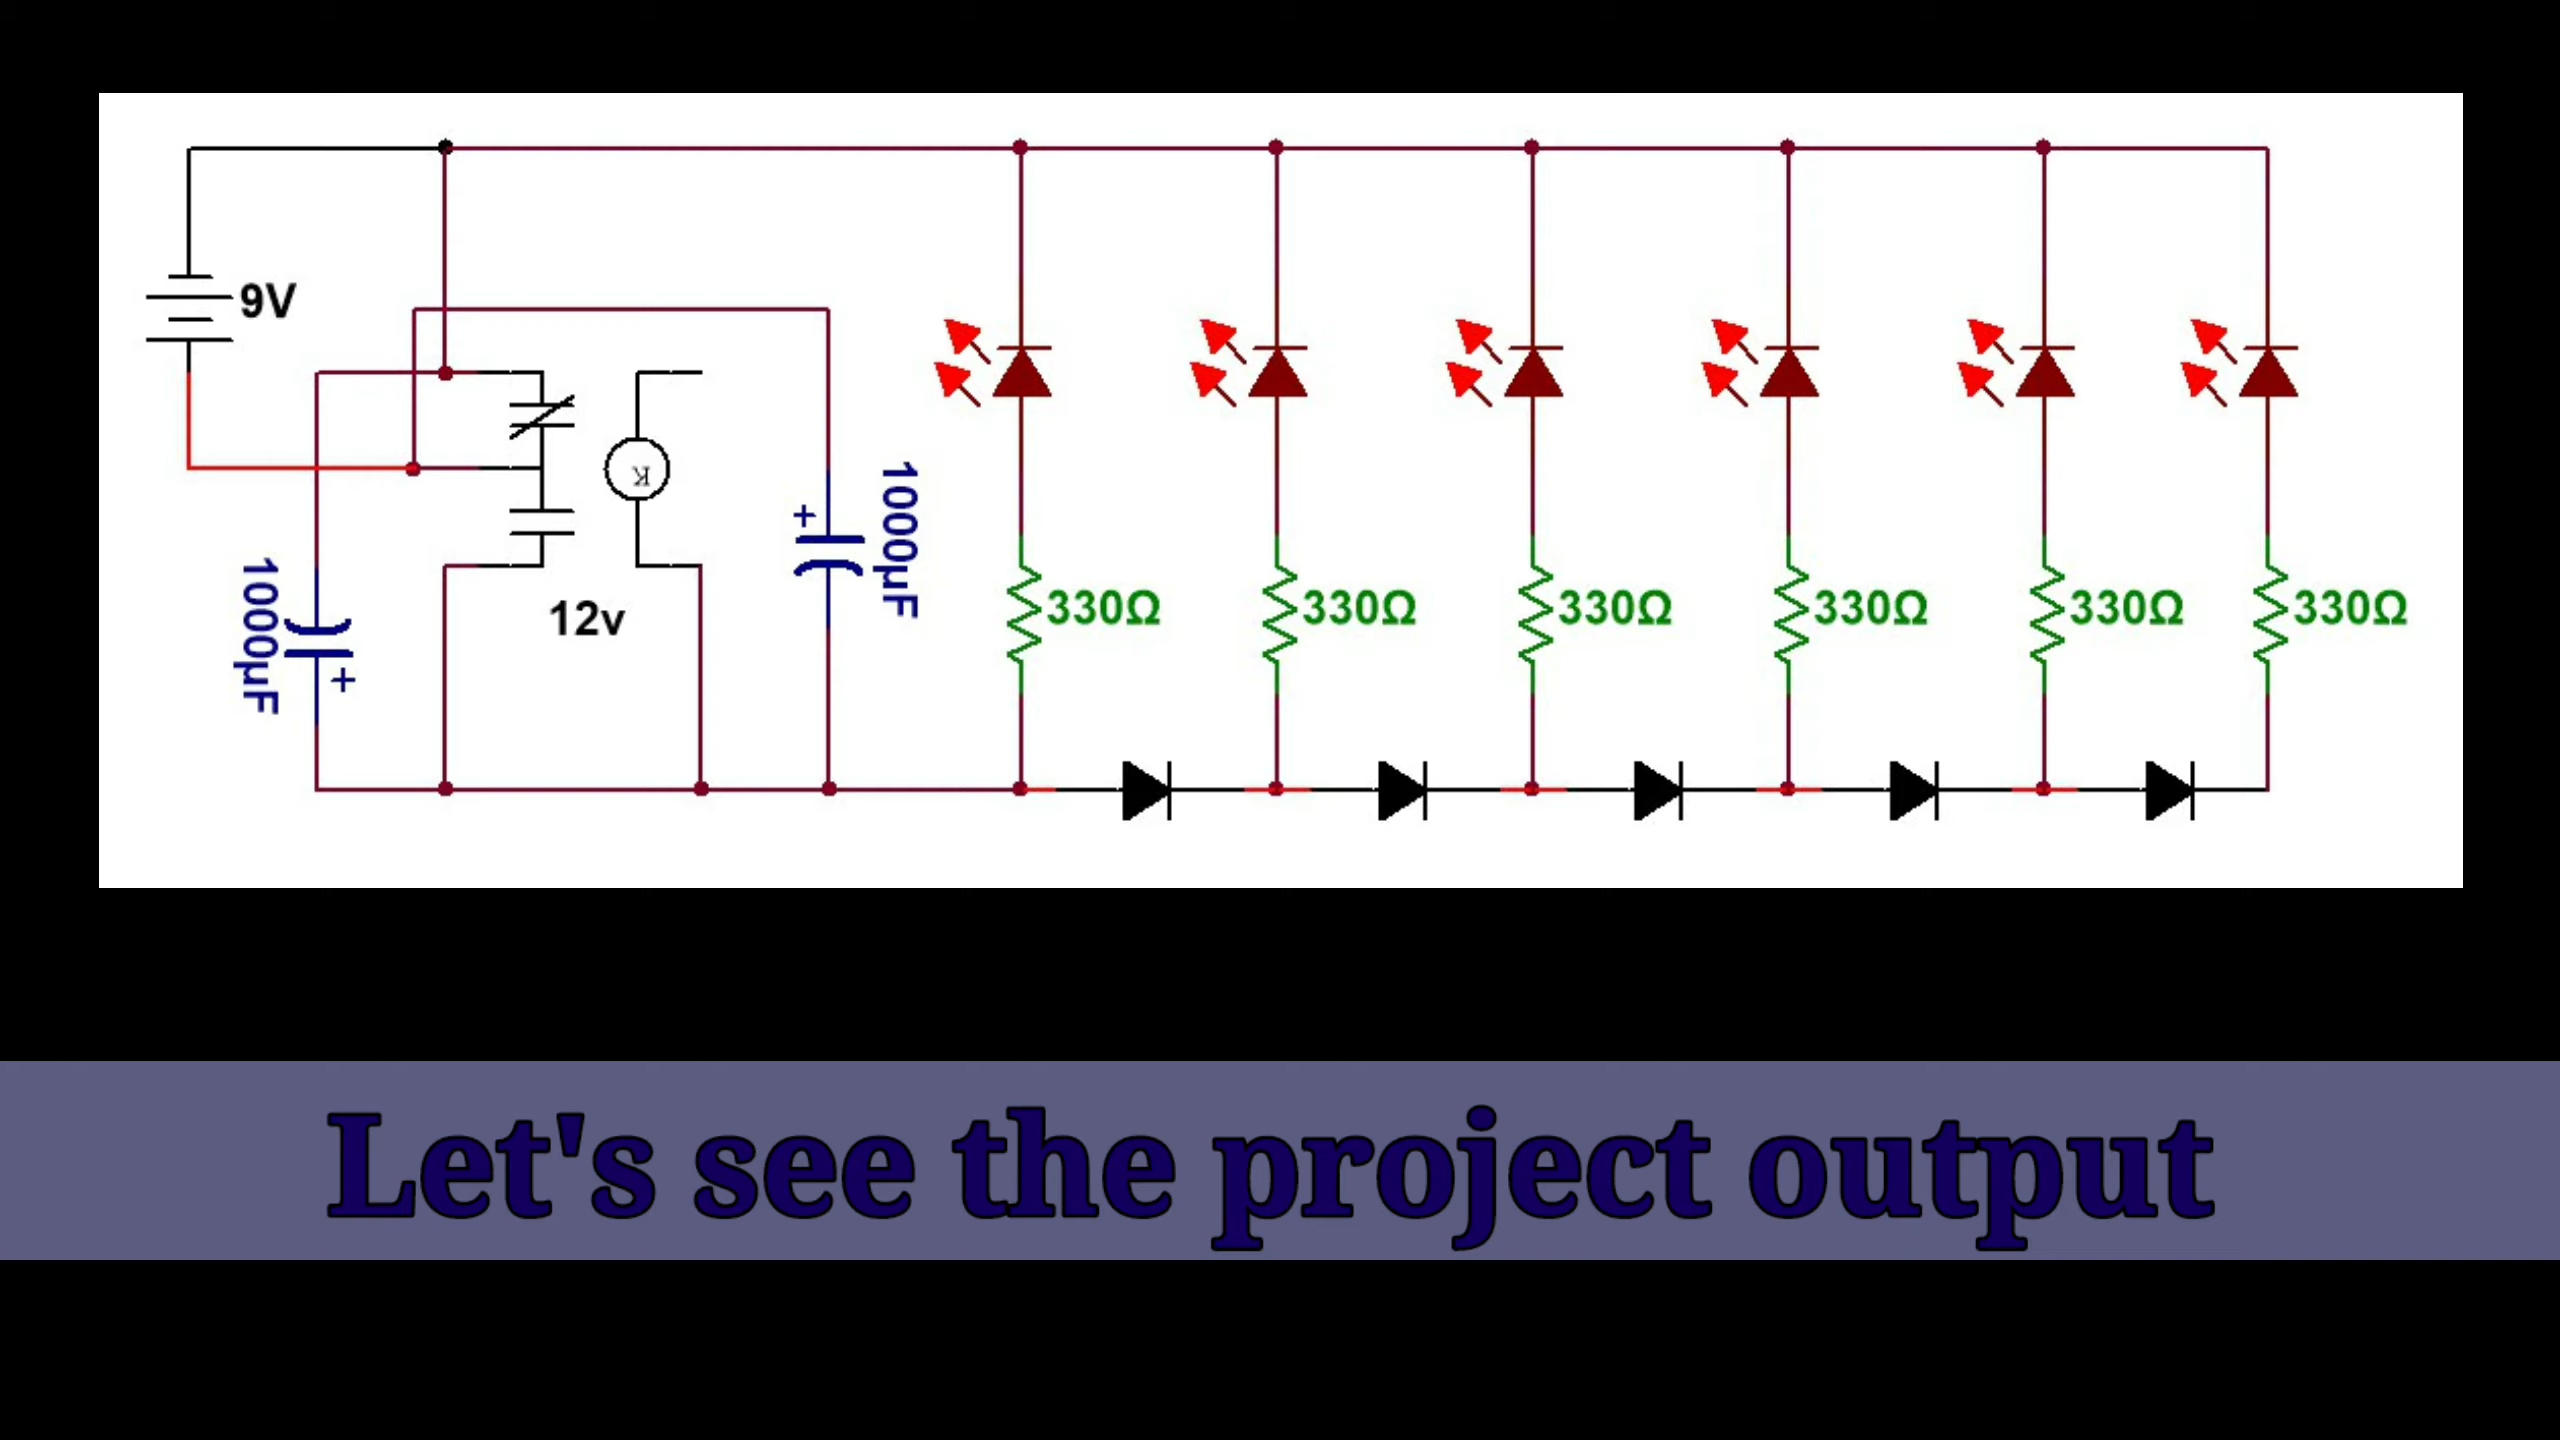 9V
+
1000µF
1000µF
+
K
12v
330Ω
330Ω
330Ω
330Ω
330Ω
330Ω
Let's see the project output